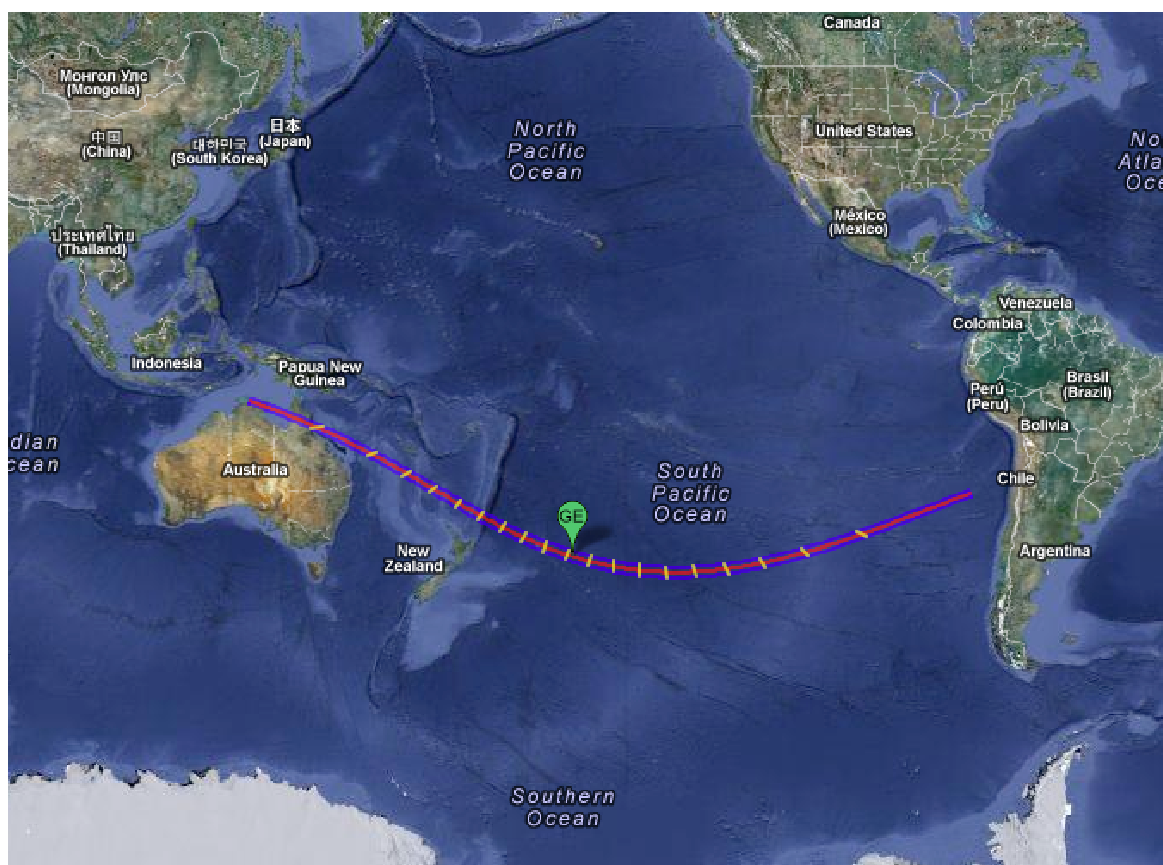 Canada
Монгол Улс
(Mongolia)
中国
(China)
대한민국
(South Korea)
日本
(Japan)
North
Pacific
Ocean
United States
No
Atla
Oce
México
(Mexico)
ประเทศไทย
(Thailand)
Venezuela
Colombia
Indonesia
Papua New
Guinea
Perú
(Peru)
Brasil
(Brazil)
Bolivia
dian
cean
Australia
South
Pacific
Ocean
Chile
GE
New
Zealand
Argentina
Southern
Ocean